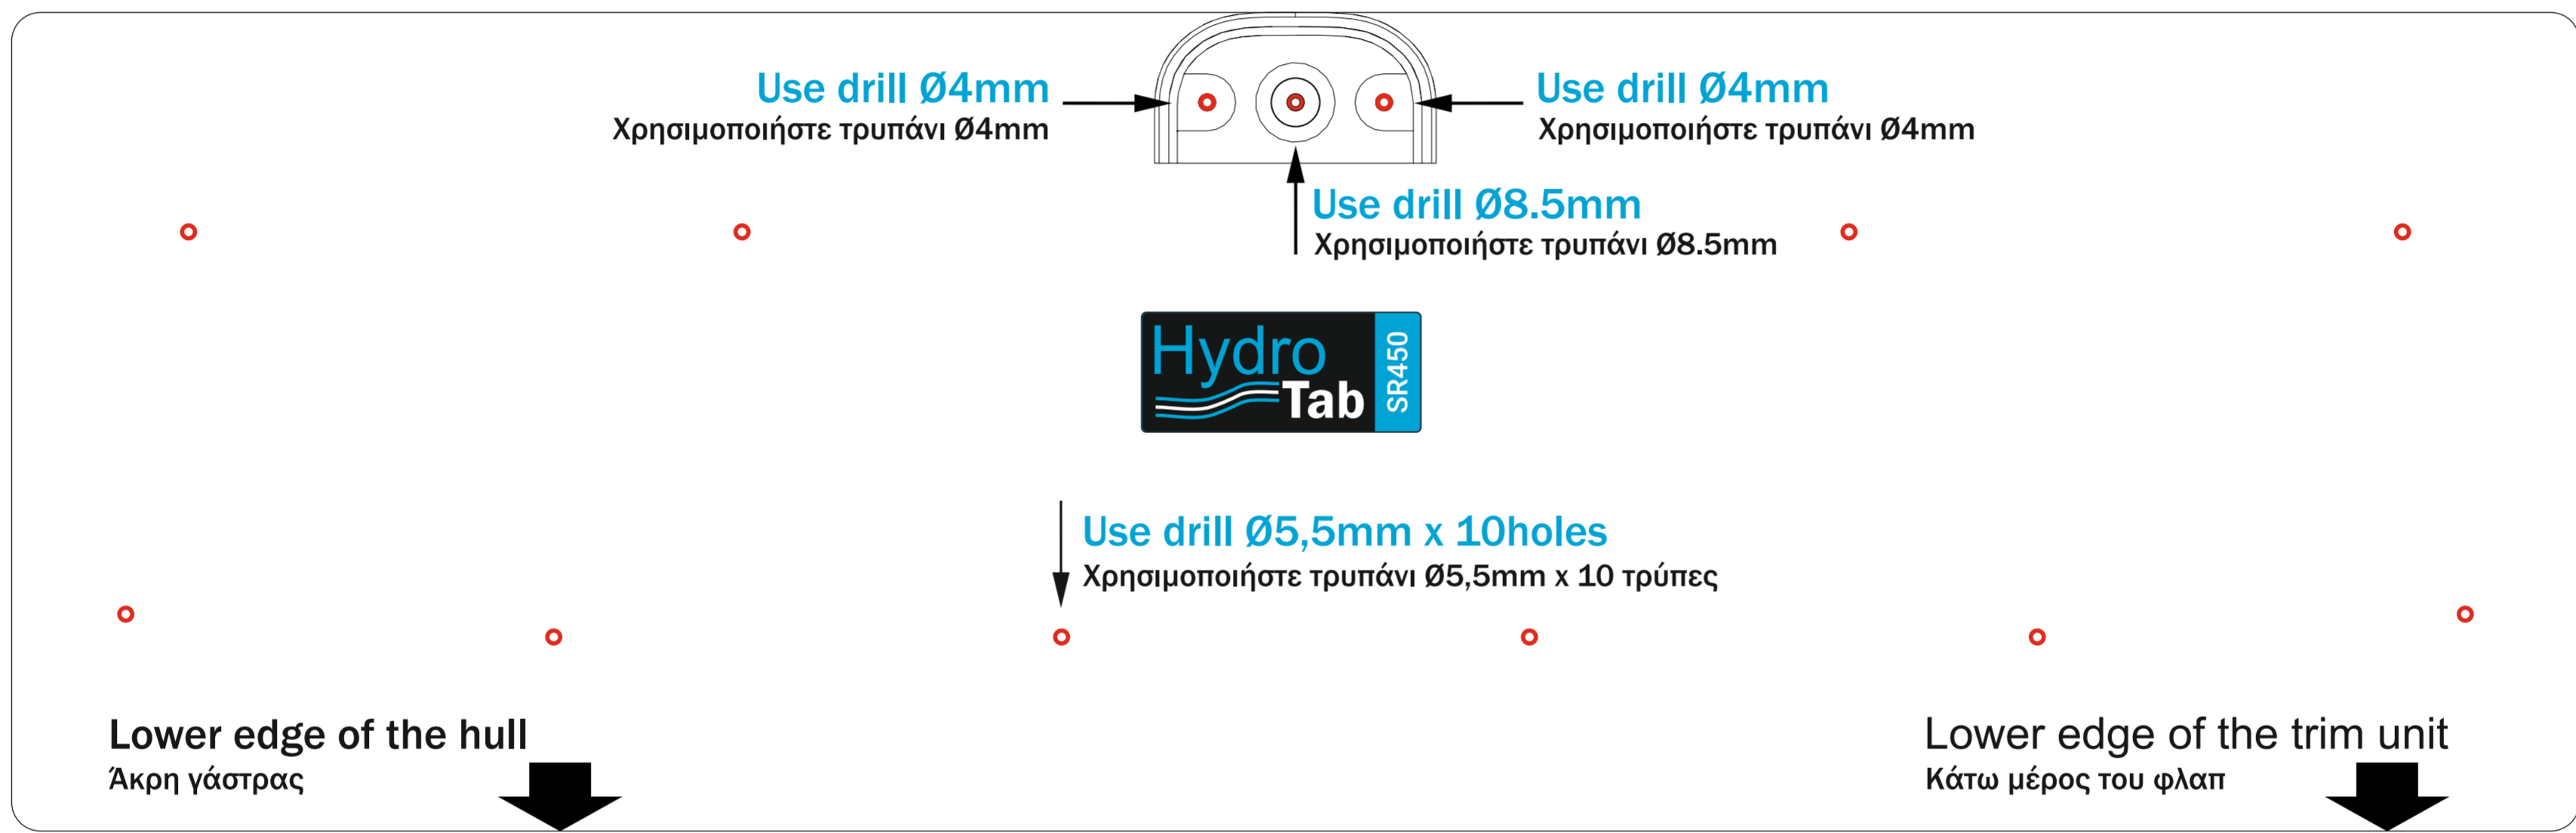 Use drill Ø4mm
Χρησιμοποιήστε τρυπάνι Ø4mm
Use drill Ø4mm
Χρησιμοποιήστε τρυπάνι Ø4mm
Use drill Ø8.5mm
Χρησιμοποιήστε τρυπάνι Ø8.5mm
Hydro
Tab
SR450
Use drill Ø5,5mm x 10holes
Χρησιμοποιήστε τρυπάνι Ø5,5mm x 10 τρύπες
Lower edge of the hull
Άκρη γάστρας
Lower edge of the trim unit
Κάτω μέρος του φλαπ